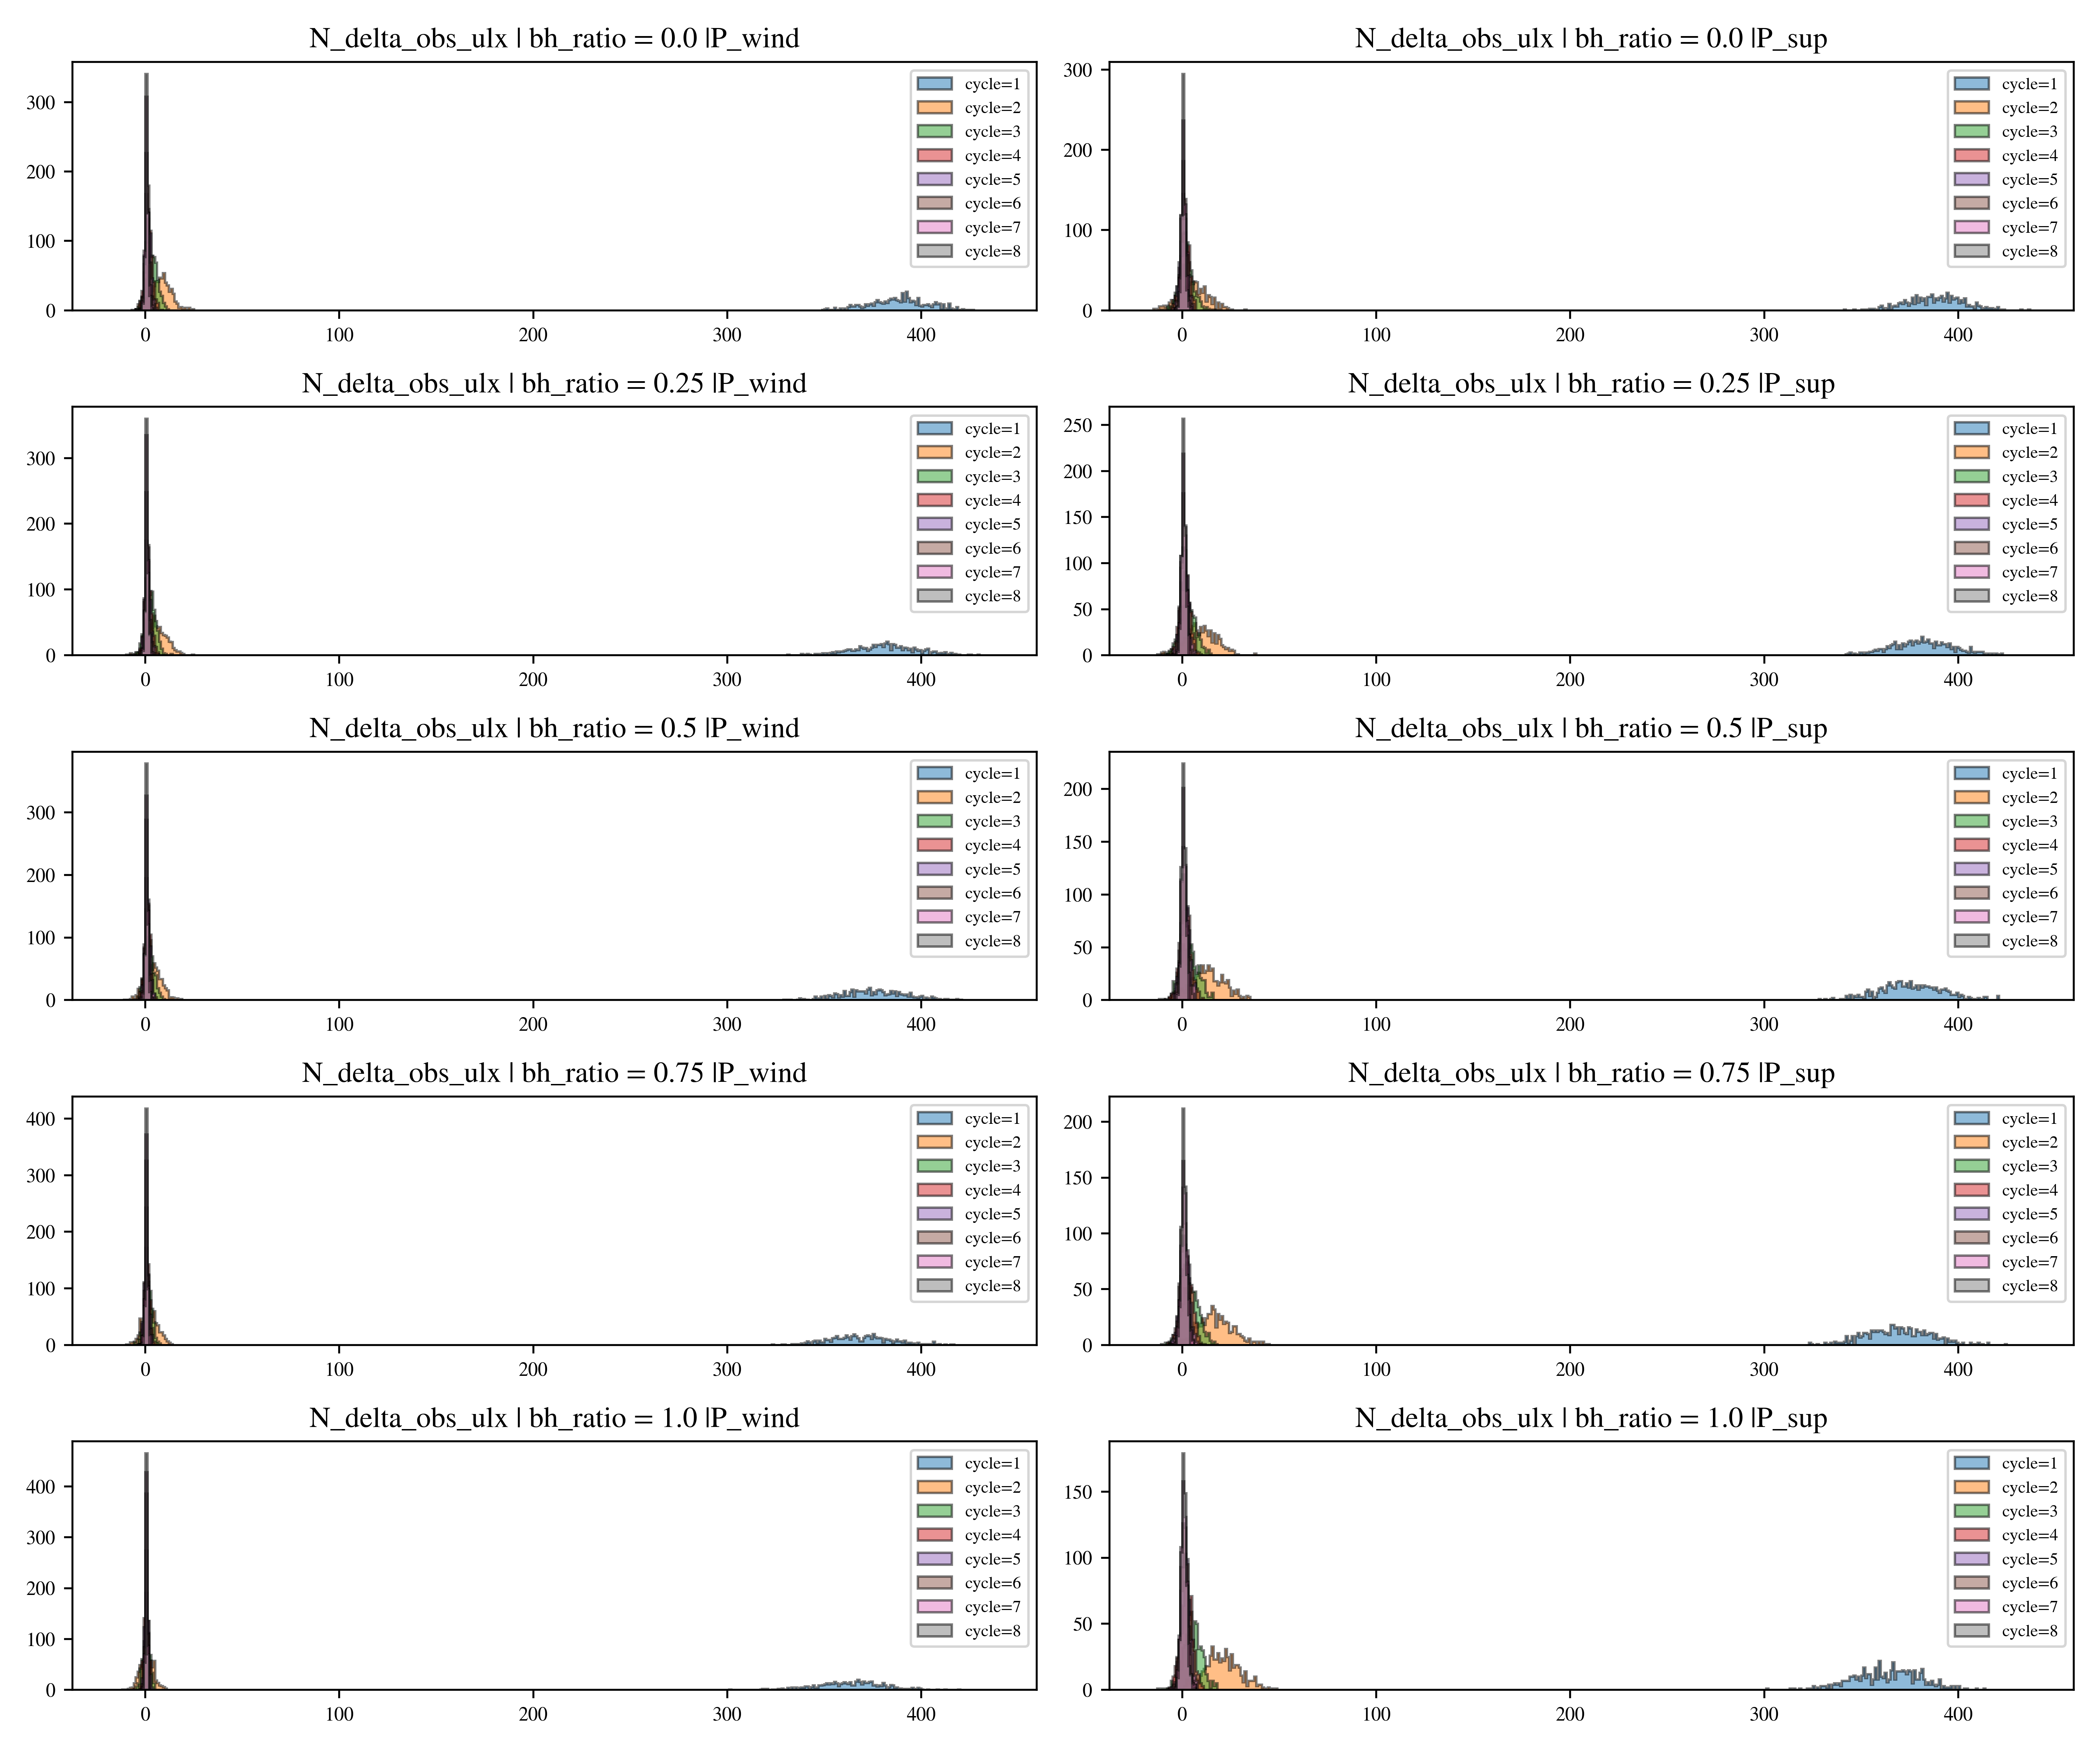 N_delta_obs_ulx | bh_ratio = 0.0 |P_wind
300
200
100
0
0 100 200 300 400
cycle=1
cycle=2
cycle=3
cycle=4
cycle=5
cycle=6
cycle=7
cycle=8
N_delta_obs_ulx | bh_ratio = 0.0 |P_sup
300
200
100
0
0 100 200 300 400
cycle=1
cycle=2
cycle=3
cycle=4
cycle=5
cycle=6
cycle=7
cycle=8
N_delta_obs_ulx | bh_ratio = 0.25 |P_wind
300
200
100
0
0 100 200 300 400
cycle=1
cycle=2
cycle=3
cycle=4
cycle=5
cycle=6
cycle=7
cycle=8
N_delta_obs_ulx | bh_ratio = 0.25 |P_sup
250
200
150
100
50
0
0 100 200 300 400
cycle=1
cycle=2
cycle=3
cycle=4
cycle=5
cycle=6
cycle=7
cycle=8
N_delta_obs_ulx | bh_ratio = 0.5 |P_wind
300
200
100
0
0 100 200 300 400
cycle=1
cycle=2
cycle=3
cycle=4
cycle=5
cycle=6
cycle=7
cycle=8
N_delta_obs_ulx | bh_ratio = 0.5 |P_sup
200
150
100
50
0
0 100 200 300 400
cycle=1
cycle=2
cycle=3
cycle=4
cycle=5
cycle=6
cycle=7
cycle=8
N_delta_obs_ulx | bh_ratio = 0.75 |P_wind
400
300
200
100
0
0 100 200 300 400
cycle=1
cycle=2
cycle=3
cycle=4
cycle=5
cycle=6
cycle=7
cycle=8
N_delta_obs_ulx | bh_ratio = 0.75 |P_sup
200
150
100
50
0
0 100 200 300 400
cycle=1
cycle=2
cycle=3
cycle=4
cycle=5
cycle=6
cycle=7
cycle=8
N_delta_obs_ulx | bh_ratio = 1.0 |P_wind
400
300
200
100
0
0 100 200 300 400
cycle=1
cycle=2
cycle=3
cycle=4
cycle=5
cycle=6
cycle=7
cycle=8
N_delta_obs_ulx | bh_ratio = 1.0 |P_sup
150
100
50
0
0 100 200 300 400
cycle=1
cycle=2
cycle=3
cycle=4
cycle=5
cycle=6
cycle=7
cycle=8